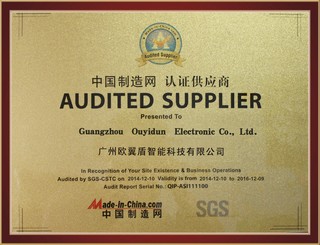 Audited Supplier
中国制造网 认证供应商
AUDITED SUPPLIER
Presented To
Guangzhou Ouyidun Electronic Co., Ltd.
广州欧翼盾智能科技有限公司
In Recognition of Your Site Existence & Business Operations
Audited by SGS-CSTC on 2014-12-10 Validity in from 2014-12-10 to 2016-12-09
Audit Report Serial No.: QIP-ASI111100
Made-in-China.com
中国制造网
SGS